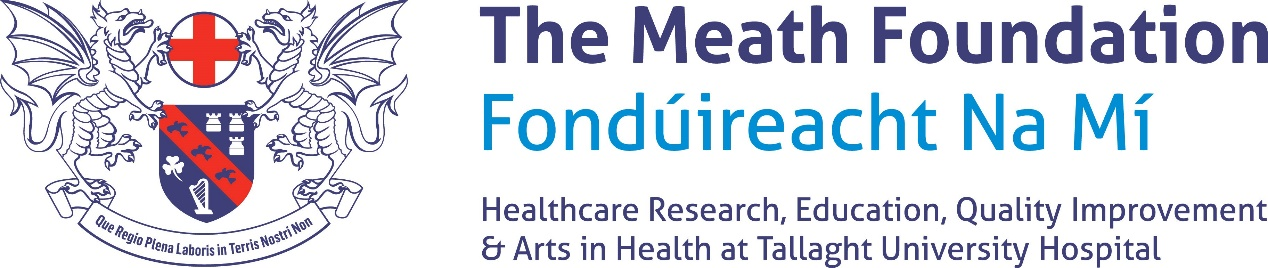 The Meath Foundation
Fondúireacht Na Mí
Healthcare Research, Education, Quality Improvement
& Arts in Health at Tallaght University Hospital
Que Regio Plena Laboris in Terris Nostri Non